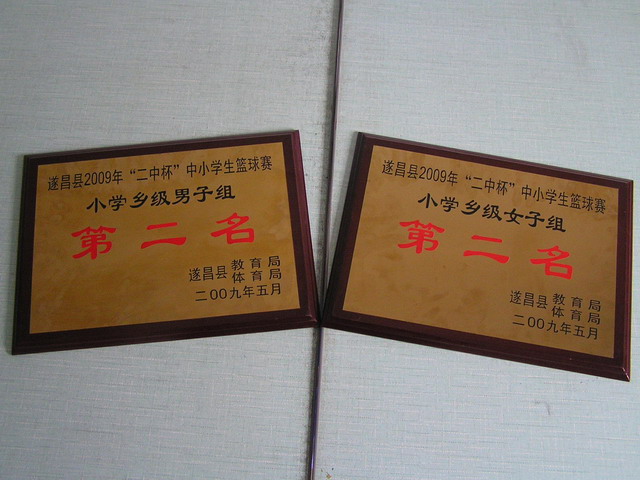 遂昌县2009年“二中杯”中小学生篮球赛
小学乡级男子组
第二名
遂昌县 教育局
体育局
二00九年五月
遂昌县2009年“二中杯”中小学生篮球赛
小学乡级女子组
第二名
遂昌县 教育局
体育局
二00九年五月